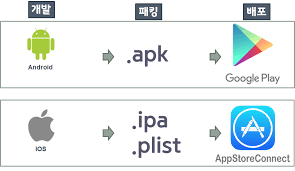 개발 패킹 배포
Android .apk Google Play
iOS .ipa
.plist AppStoreConnect